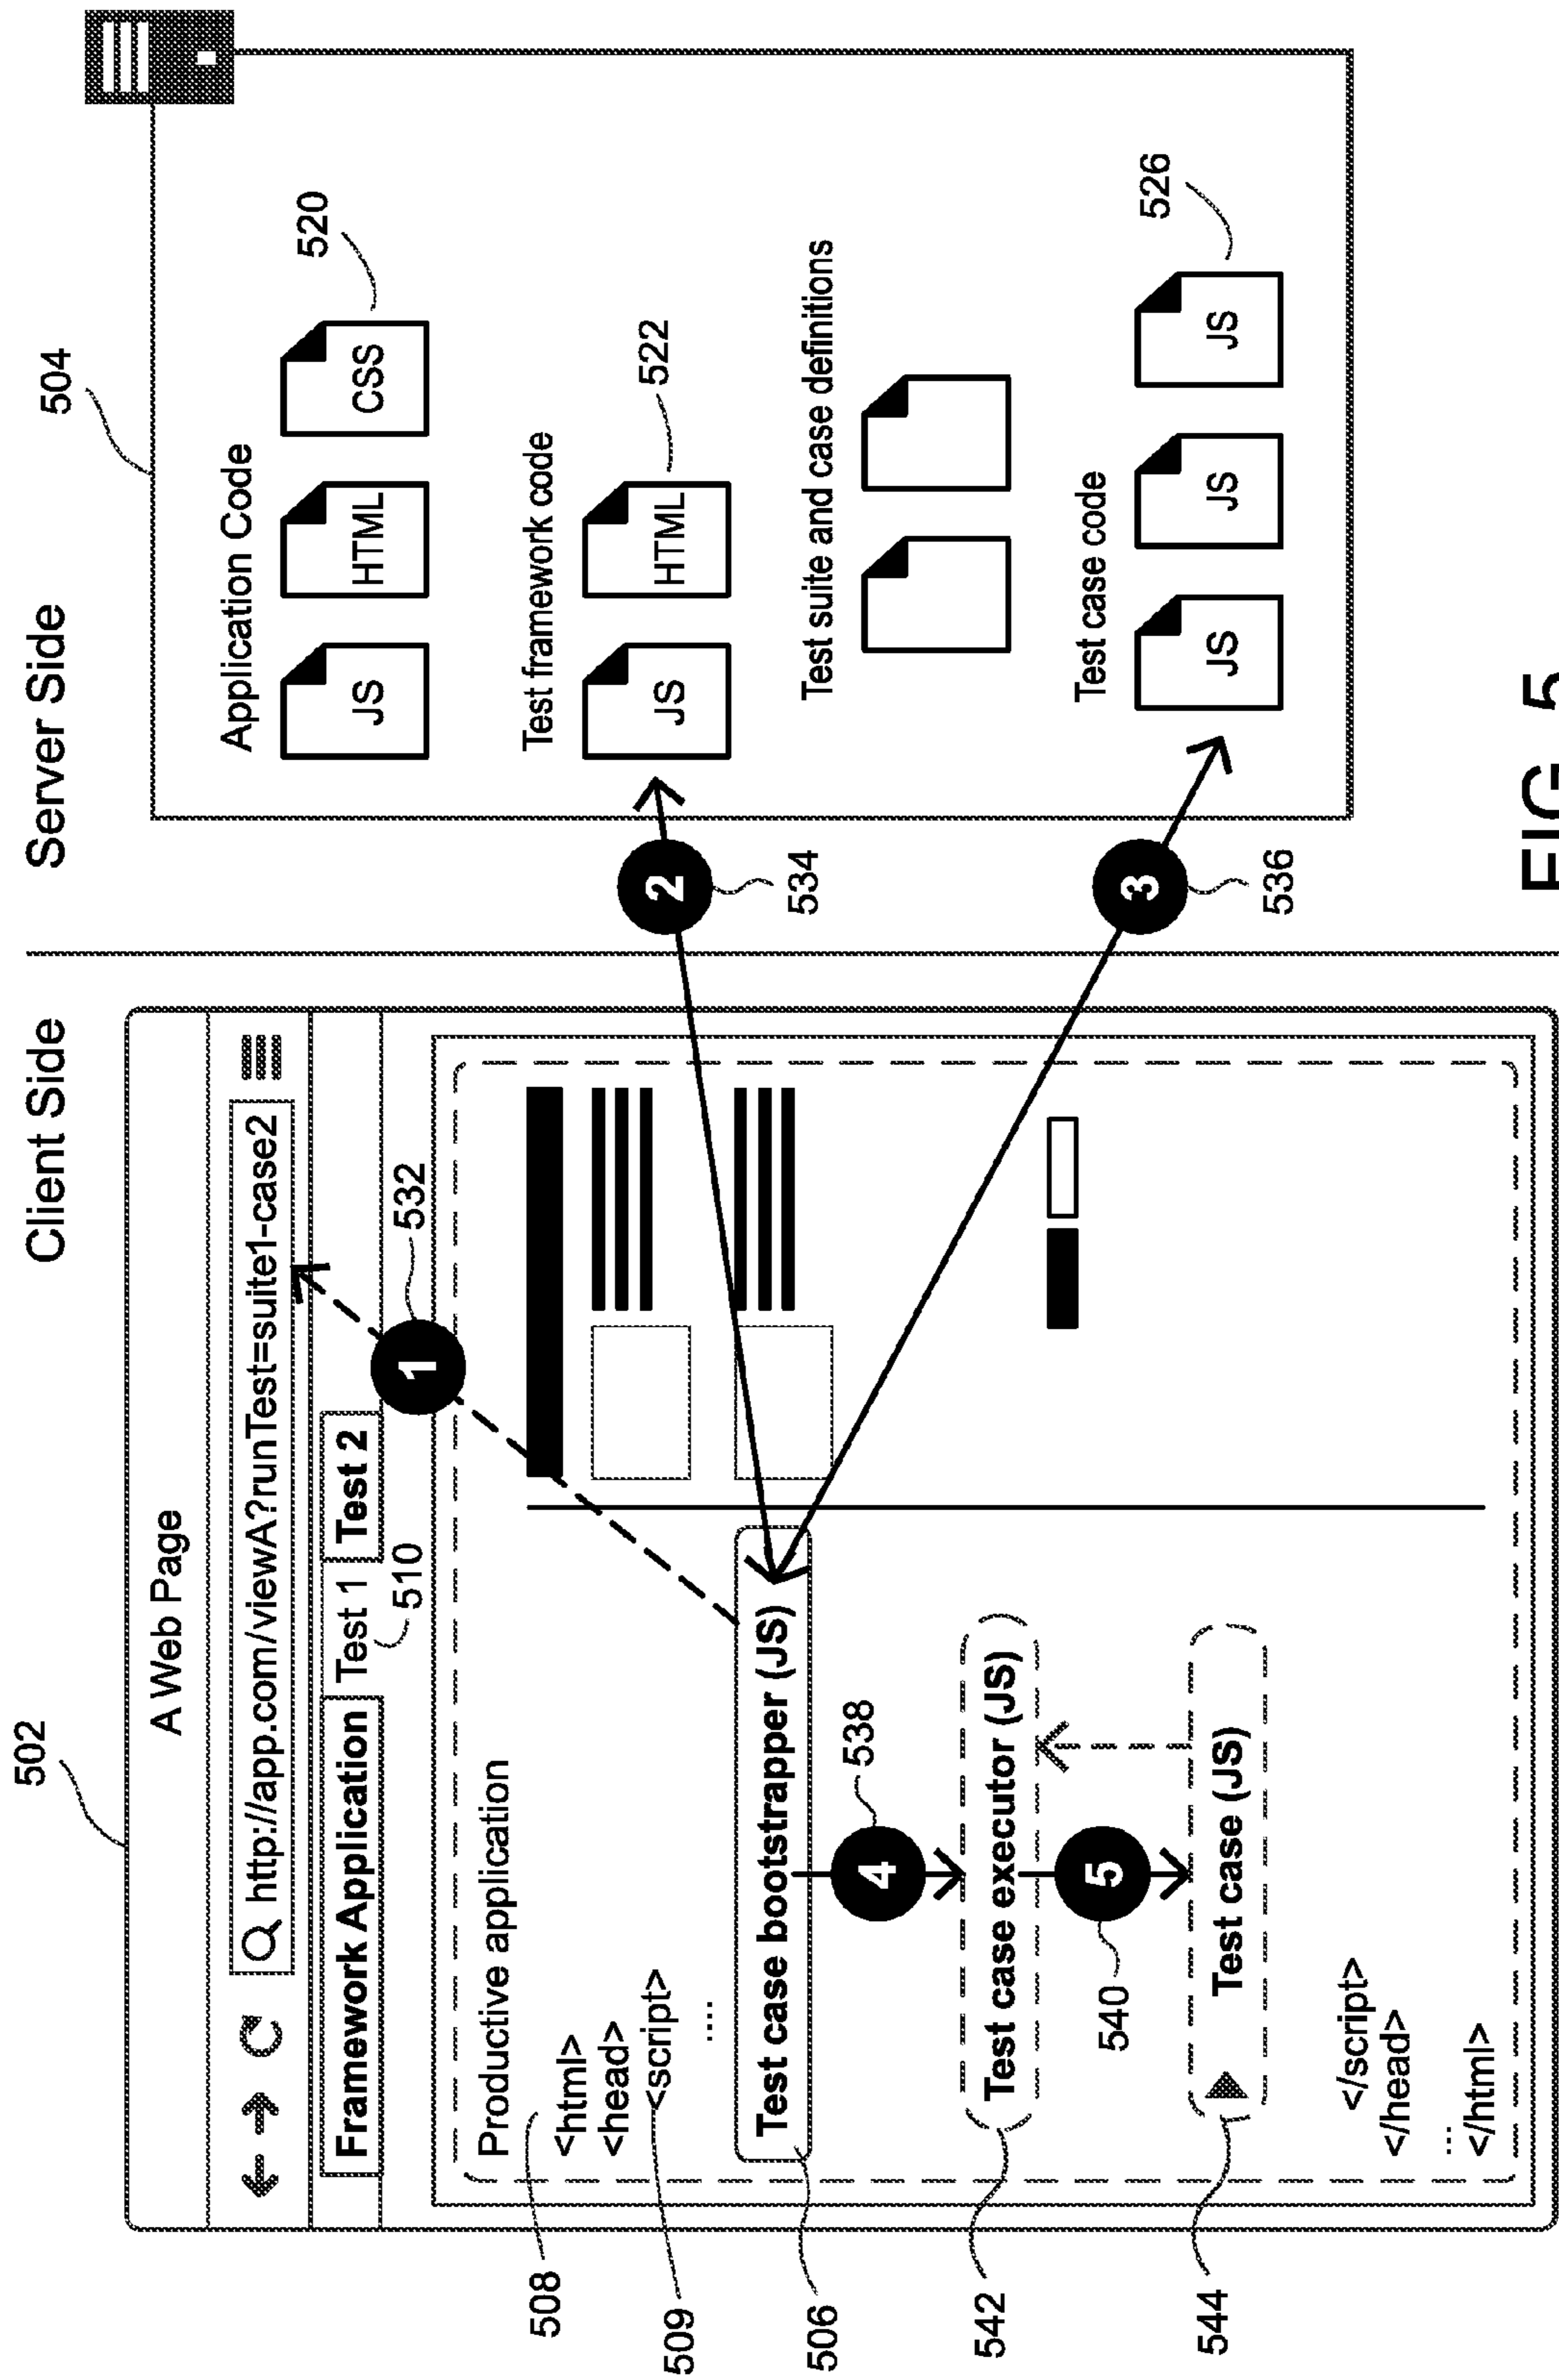 Client Side
Server Side
502
504
A Web Page
http://app.com/viewA?runTest=suite1-case2
Framework Application
Test 1
Test 2
510
532
1
Productive application
508
<html>
<head>
509
<script>
....
Test case bootstrapper (JS)
506
4
538
Test case executor (JS)
542
5
540
Test case (JS)
544
</script>
</head>
....
</html>
2
534
3
536
Application Code
JS
HTML
CSS
520
Test framework code
JS
HTML
522
Test suite and case definitions
Test case code
JS
JS
JS
526
FIG. 5